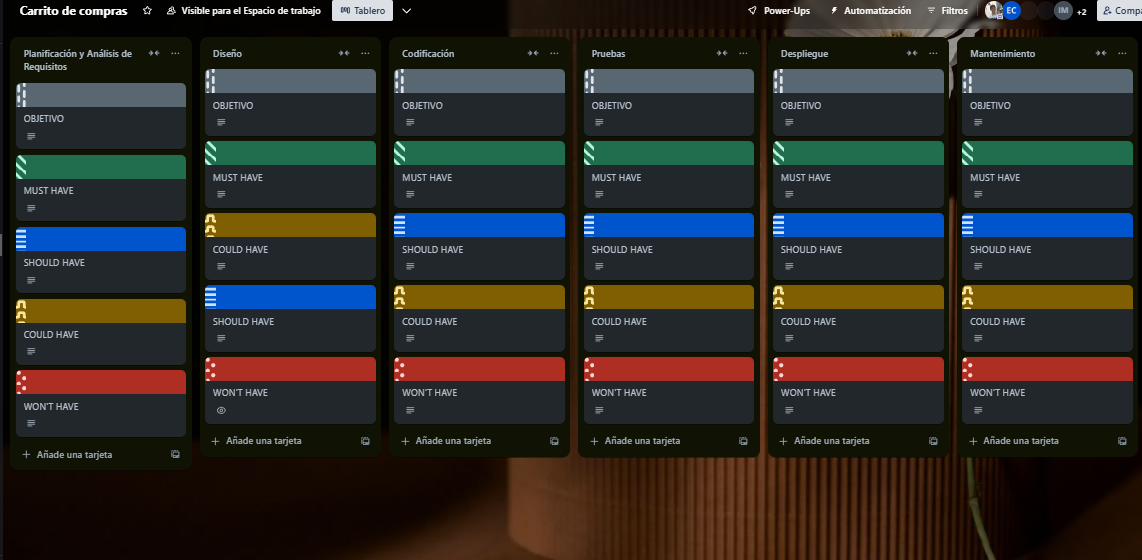 Carrito de compras
Visible para el Espacio de trabajo
Tablero
Power-Ups
Automatización
Filtros
EC
IM
+2
Compa
Planificación y Análisis de
Requisitos
OBJETIVO
MUST HAVE
SHOULD HAVE
COULD HAVE
WON'T HAVE
+ Añade una tarjeta
Diseño
OBJETIVO
MUST HAVE
COULD HAVE
SHOULD HAVE
WON'T HAVE
+ Añade una tarjeta
Codificación
OBJETIVO
MUST HAVE
SHOULD HAVE
COULD HAVE
WON'T HAVE
+ Añade una tarjeta
Pruebas
OBJETIVO
MUST HAVE
SHOULD HAVE
COULD HAVE
WON'T HAVE
+ Añade una tarjeta
Despliegue
OBJETIVO
MUST HAVE
SHOULD HAVE
COULD HAVE
WON'T HAVE
+ Añade una tarjeta
Mantenimiento
OBJETIVO
MUST HAVE
SHOULD HAVE
COULD HAVE
WON'T HAVE
+ Añade una tarjeta